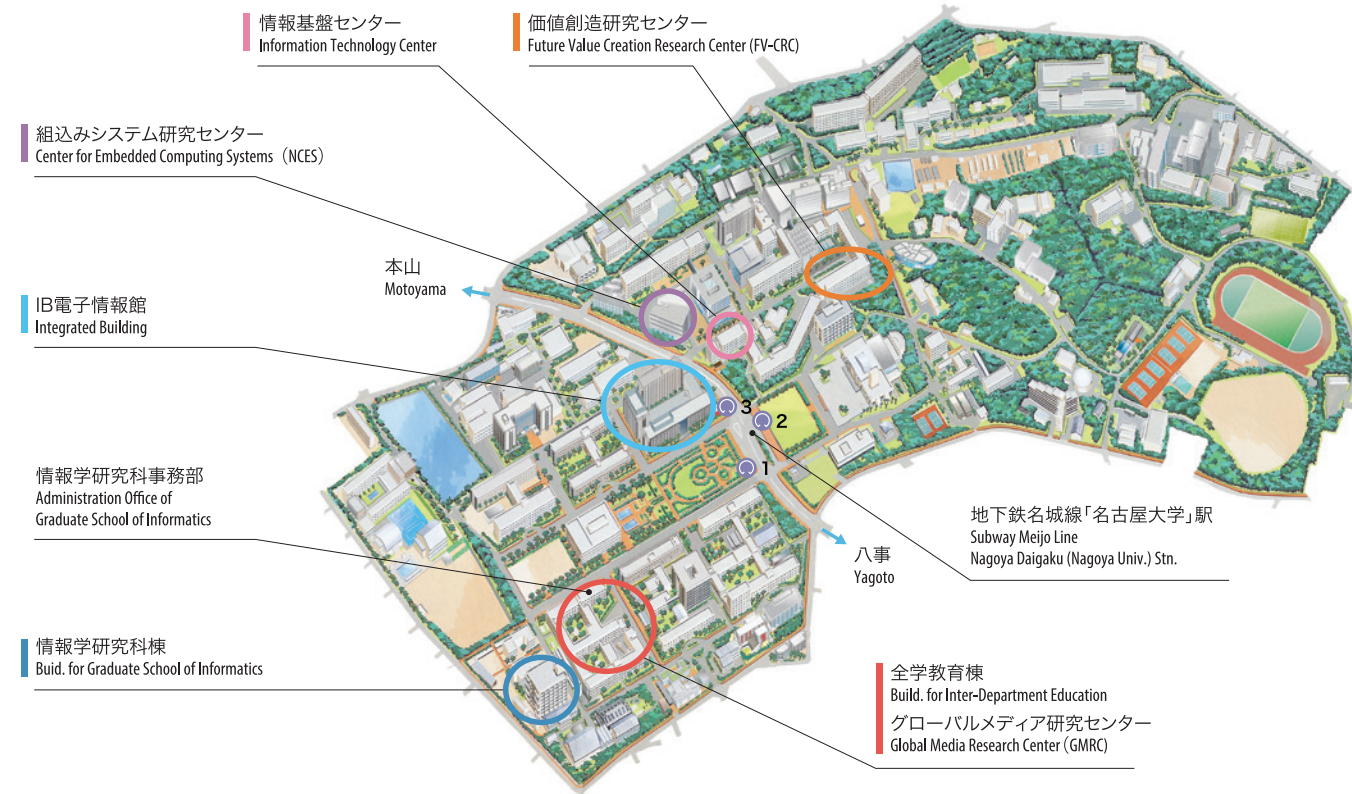 情報基盤センター
Information Technology Center
価値創造研究センター
Future Value Creation Research Center (FV-CRC)
組込みシステム研究センター
Center for Embedded Computing Systems（NCES）
本山
Motoyama
IB電子情報館
Integrated Building
3
2
1
情報学研究科事務部
Administration Office of
Graduate School of Informatics
地下鉄名城線「名古屋大学」駅
Subway Meijo Line
Nagoya Daigaku (Nagoya Univ.) Stn.
八事
Yagoto
情報学研究科棟
Buid. for Graduate School of Informatics
全学教育棟
Build. for Inter-Department Education
グローバルメディア研究センター
Global Media Research Center（GMRC）